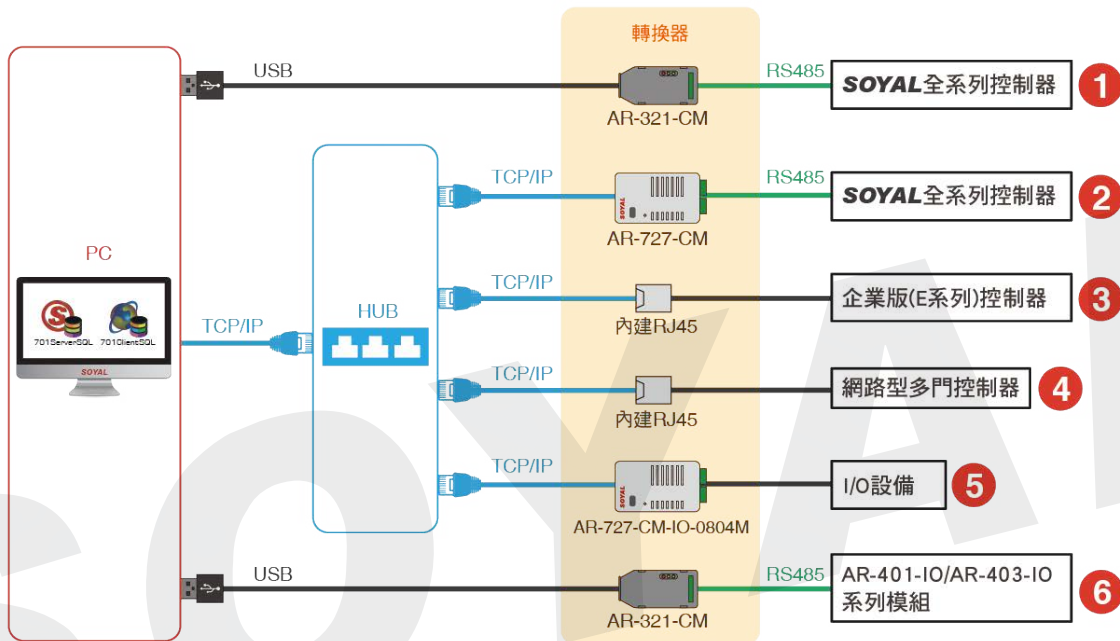 轉換器
USB
AR-321-CM
RS485
SOYAL全系列控制器
1
TCP/IP
SOYAL
AR-727-CM
RS485
SOYAL全系列控制器
2
PC
701ServerSQL
701ClientSQL
SOYAL
TCP/IP
HUB
TCP/IP
內建RJ45
企業版(E系列)控制器
3
TCP/IP
內建RJ45
網路型多門控制器
4
TCP/IP
SOYAL
AR-727-CM-IO-0804M
I/O設備
5
USB
AR-321-CM
RS485
AR-401-IO/AR-403-IO
系列模組
6
SOYAL